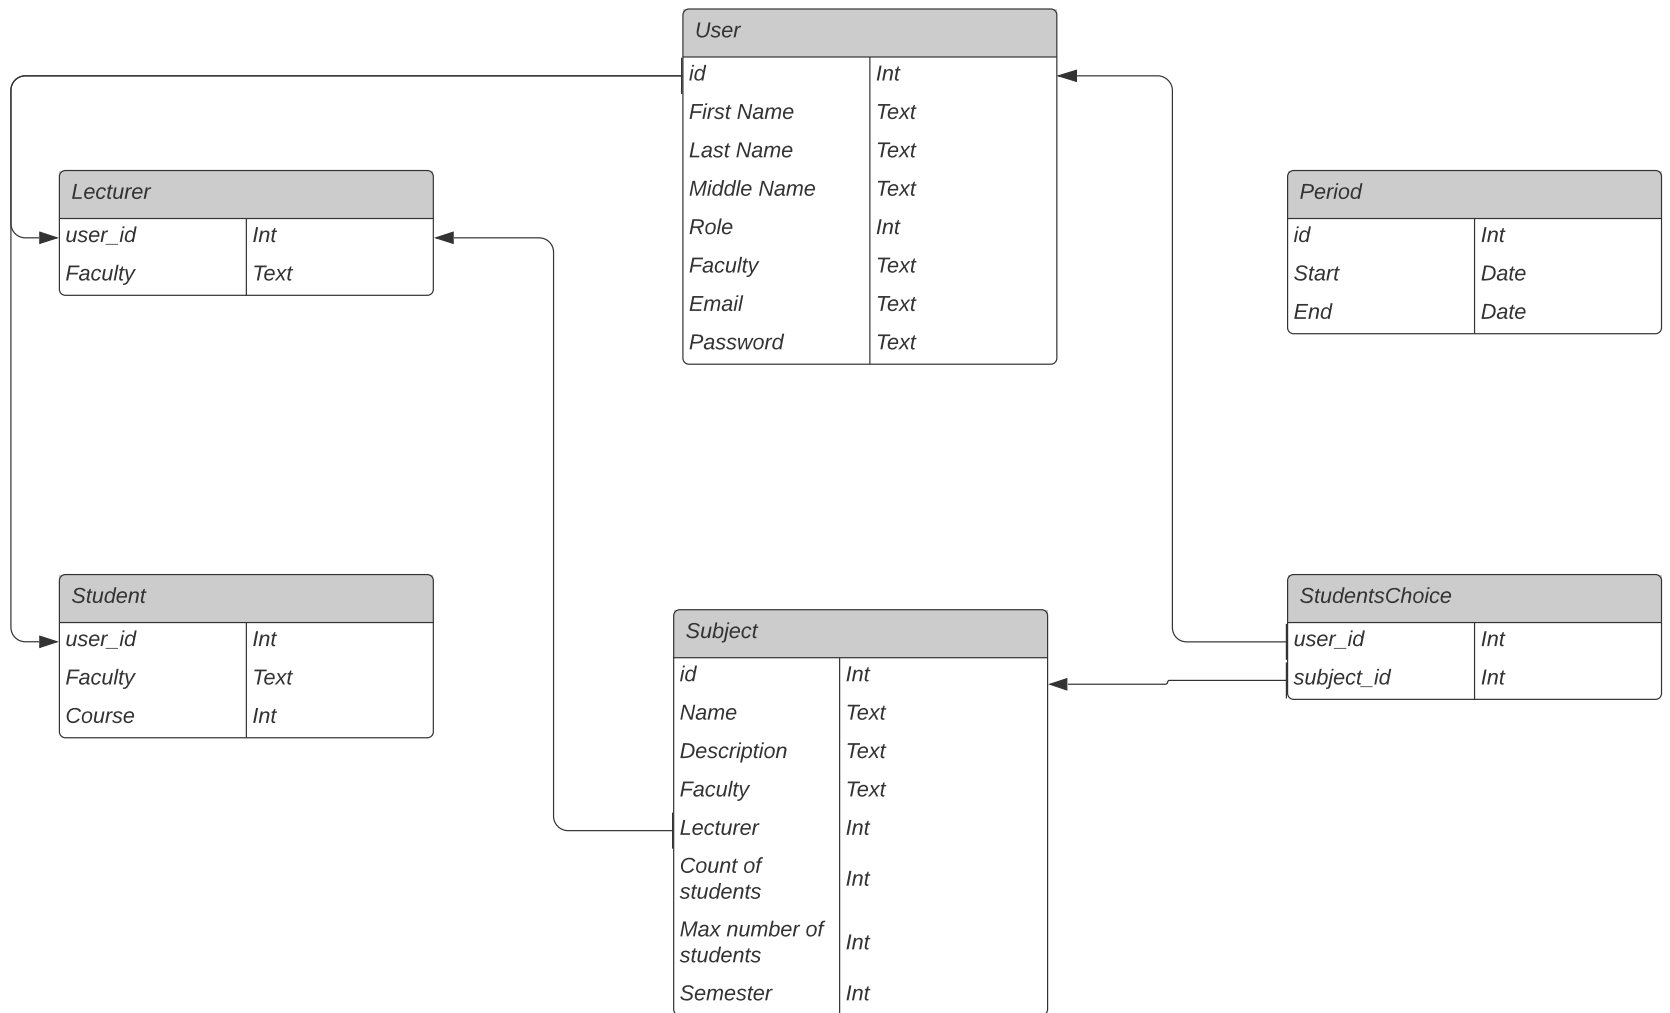 User
id Int
First Name Text
Last Name Text
Middle Name Text
Role Int
Faculty Text
Email Text
Password Text
Lecturer
user_id Int
Faculty Text
Period
id Int
Start Date
End Date
Student
user_id Int
Faculty Text
Course Int
Subject
id Int
Name Text
Description Text
Faculty Text
Lecturer Int
Count of
students Int
Max number of
students Int
Semester Int
StudentsChoice
user_id Int
subject_id Int